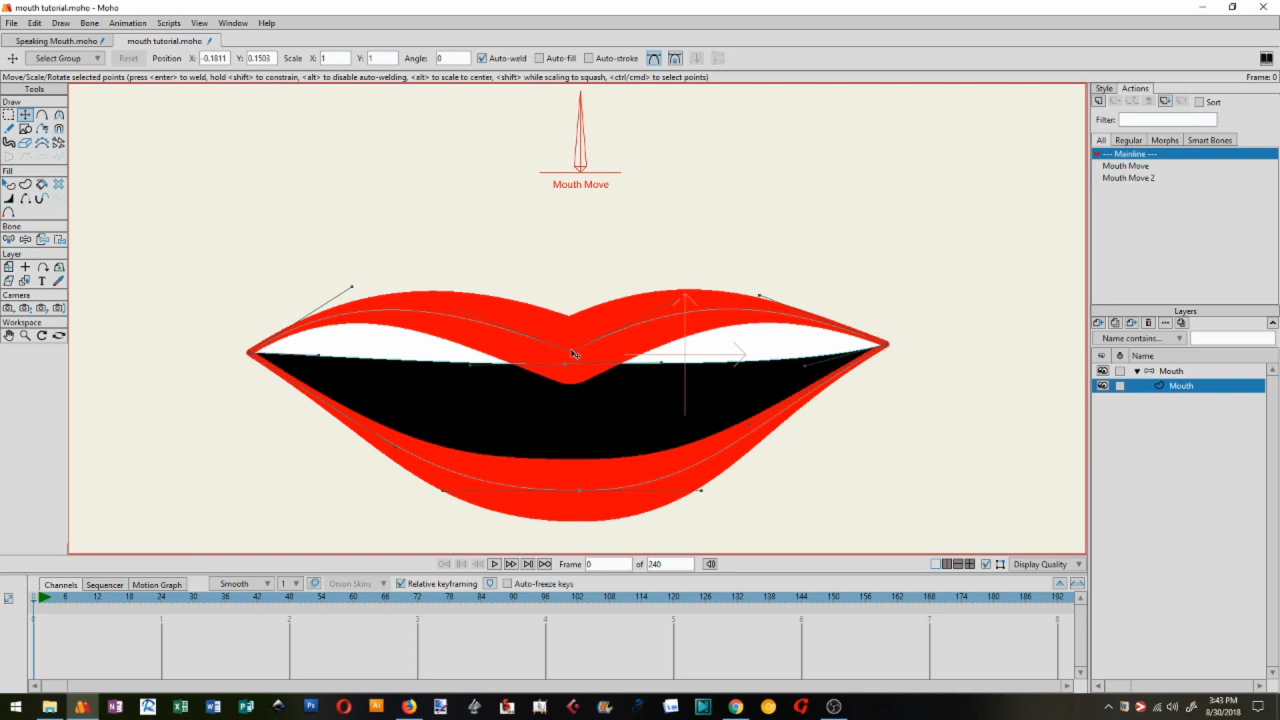 mouth tutorial.moho - Moho
File Edit Draw Bone Animation Scripts View Window Help
Speaking Mouth.moho mouth tutorial.moho
Select Group Reset Position X: -0.1811 Y: 0.1503 Scale X: 1 Y: 1 Angle: 0 Auto-weld Auto-fill Auto-stroke
Move/Scale/Rotate selected points (press <enter> to weld, hold <shift> to constrain, <alt> to disable auto-welding, <alt> to scale to center, <shift> while scaling to squash, <ctrl/cmd> to select points) Frame: 0
Tools
Draw
Fill
Bone
Layer
Camera
Workspace
Mouth Move
Style Actions
Sort
Filter:
All Regular Morphs Smart Bones
--- Mainline ---
Mouth Move
Mouth Move 2
Layers
Name contains...
Name
Mouth
Mouth
Frame 0 of 240 Display Quality
Channels Sequencer Motion Graph Smooth 1 Onion Skins Relative keyframing Auto-freeze keys
0 6 12 18 24 30 36 42 48 54 60 66 72 78 84 90 96 102 108 114 120 126 132 138 144 150 156 162 168 174 180 186 192
0 1 2 3 4 5 6 7 8
3:43 PM
8/30/2018